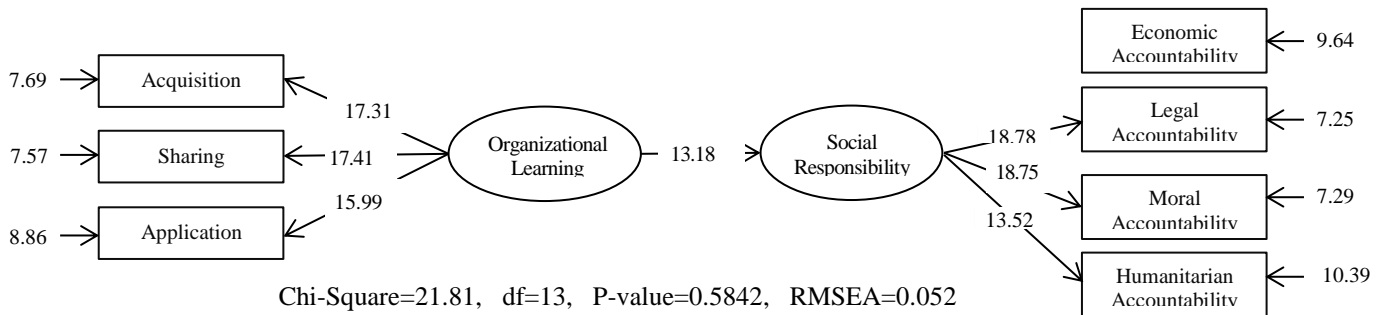 Economic
Accountability
9.64
7.69
Acquisition
17.31
Legal
Accountability
7.25
18.78
7.57
Sharing
17.41
Organizational
Learning
13.18
Social
Responsibility
18.75
Moral
Accountability
7.29
15.99
13.52
8.86
Application
Humanitarian
Accountability
10.39
Chi-Square=21.81, df=13, P-value=0.5842, RMSEA=0.052